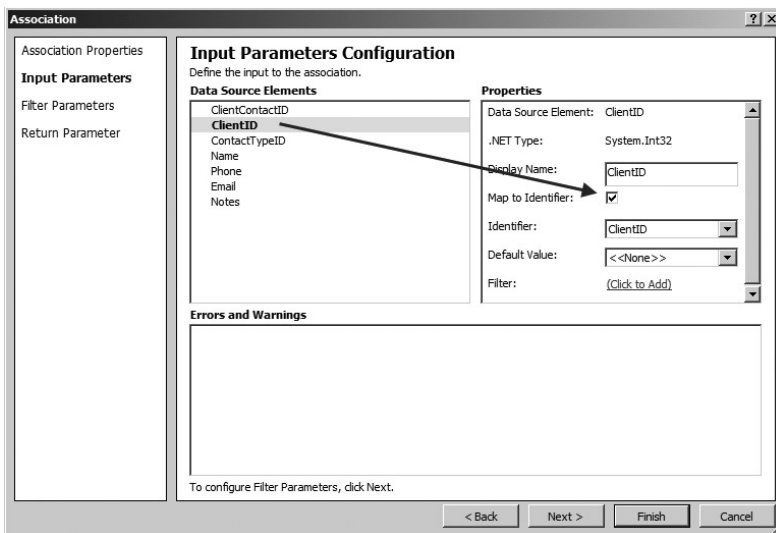 Association
Association Properties
Input Parameters
Filter Parameters
Return Parameter
Input Parameters Configuration
Define the input to the association.
Data Source Elements
ClientContactID
ClientID
ContactTypeID
Name
Phone
Email
Notes
Properties
Data Source Element: ClientID
.NET Type: System.Int32
Display Name: ClientID
Map to Identifier:
Identifier: ClientID
Default Value: <<None>>
Filter: (Click to Add)
Errors and Warnings
To configure Filter Parameters, click Next.
< Back Next > Finish Cancel